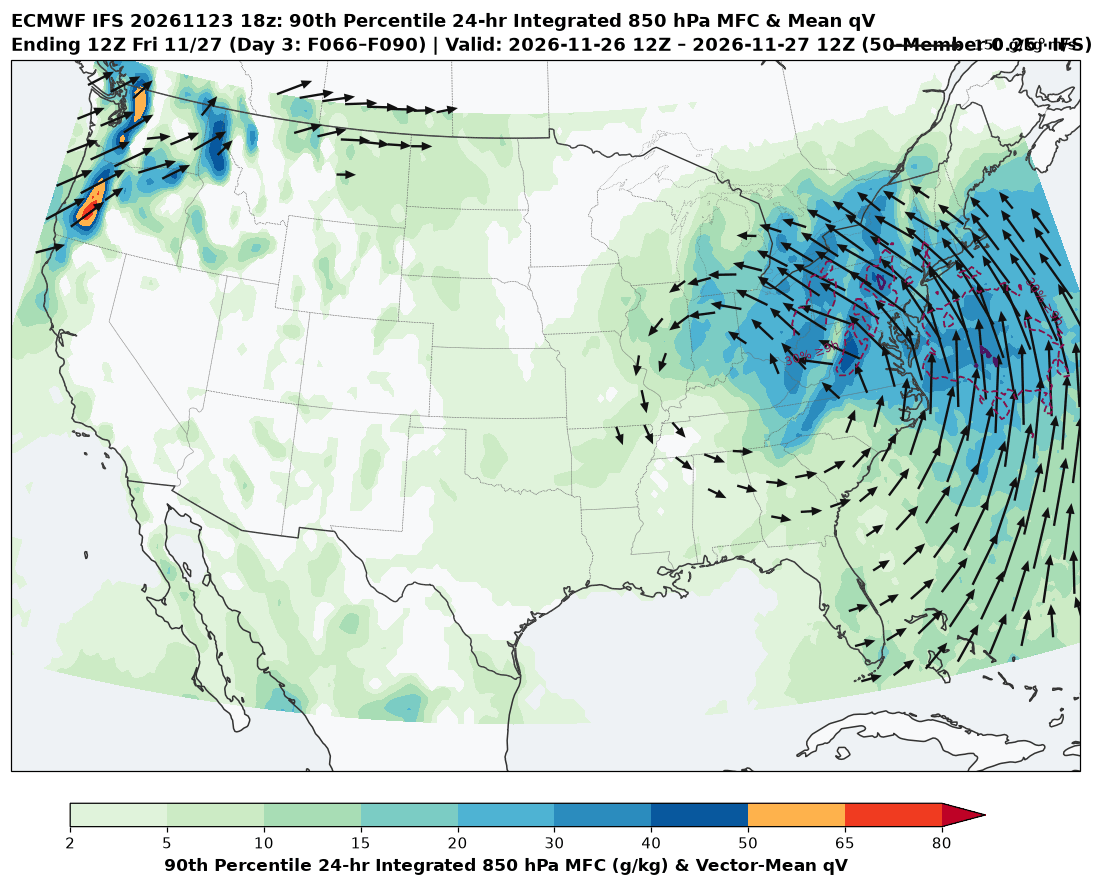 ECMWF IFS 20261123 18z: 90th Percentile 24-hr Integrated 850 hPa MFC & Mean qV
Ending 12Z Fri 11/27 (Day 3: F066–F090) | Valid: 2026-11-26 12Z – 2026-11-27 12Z (50-Member 0.25° IFS)
30% ≥50
2 5 10 15 20 30 40 50 65 80
90th Percentile 24-hr Integrated 850 hPa MFC (g/kg) & Vector-Mean qV